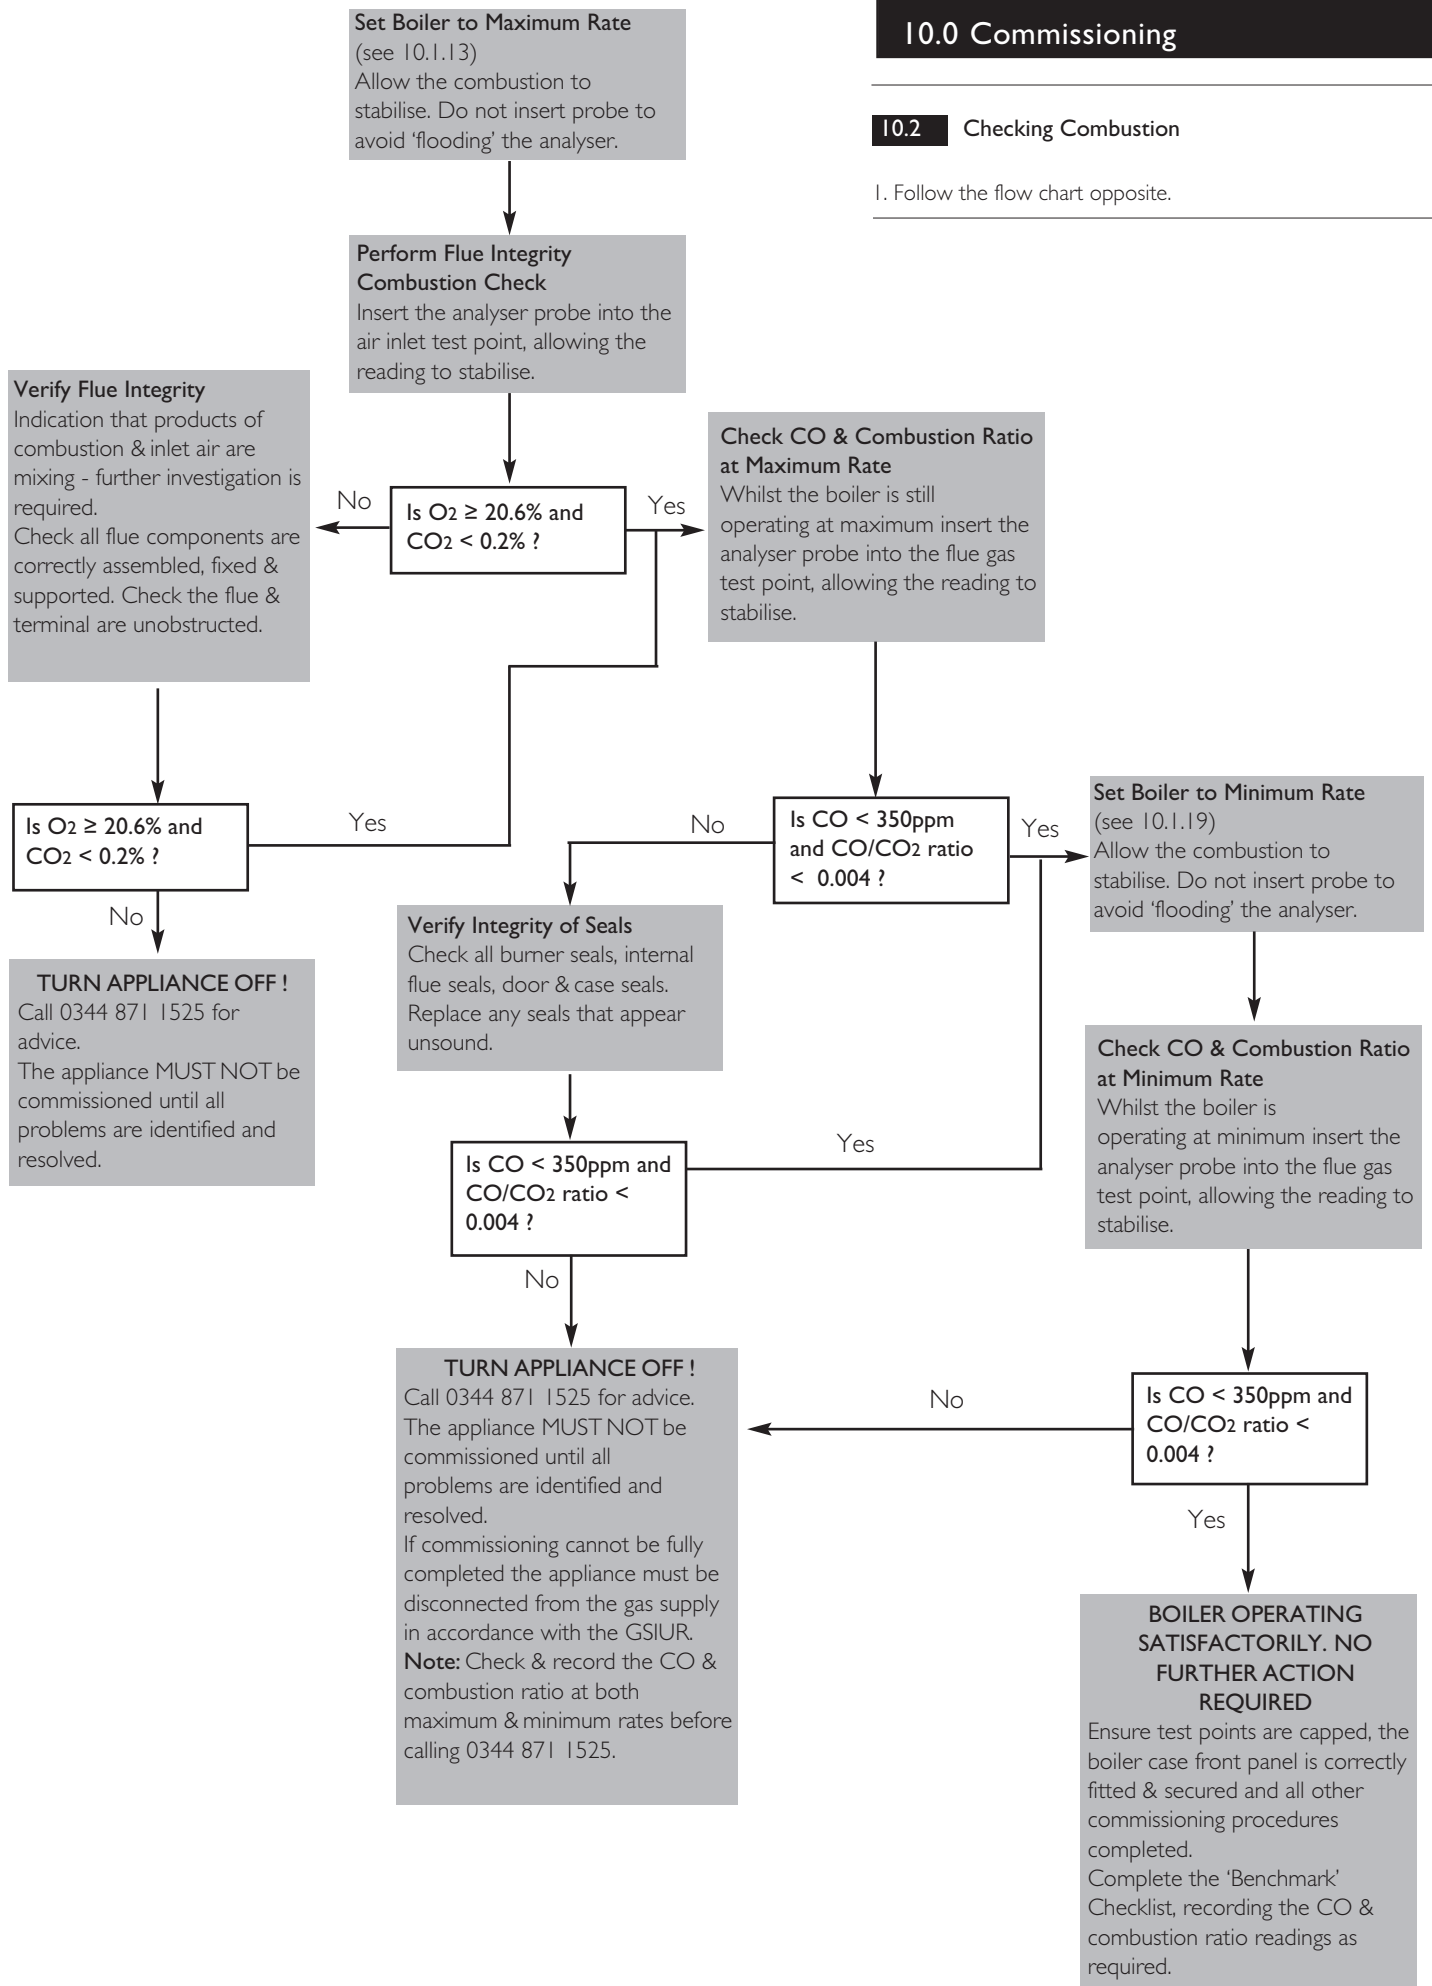 10.0 Commissioning
10.2 Checking Combustion
1. Follow the flow chart opposite.
Set Boiler to Maximum Rate
(see 10.1.13)
Allow the combustion to
stabilise. Do not insert probe to
avoid ‘flooding’ the analyser.
Perform Flue Integrity
Combustion Check
Insert the analyser probe into the
air inlet test point, allowing the
reading to stabilise.
Is O2 ≥ 20.6% and
CO2 < 0.2% ?
No
Yes
Verify Flue Integrity
Indication that products of
combustion & inlet air are
mixing - further investigation is
required.
Check all flue components are
correctly assembled, fixed &
supported. Check the flue &
terminal are unobstructed.
Is O2 ≥ 20.6% and
CO2 < 0.2% ?
Yes
No
TURN APPLIANCE OFF !
Call 0344 871 1525 for
advice.
The appliance MUST NOT be
commissioned until all
problems are identified and
resolved.
Check CO & Combustion Ratio
at Maximum Rate
Whilst the boiler is still
operating at maximum insert the
analyser probe into the flue gas
test point, allowing the reading to
stabilise.
Is CO < 350ppm
and CO/CO2 ratio
< 0.004 ?
No
Yes
Verify Integrity of Seals
Check all burner seals, internal
flue seals, door & case seals.
Replace any seals that appear
unsound.
Is CO < 350ppm and
CO/CO2 ratio <
0.004 ?
Yes
No
TURN APPLIANCE OFF !
Call 0344 871 1525 for advice.
The appliance MUST NOT be
commissioned until all
problems are identified and
resolved.
If commissioning cannot be fully
completed the appliance must be
disconnected from the gas supply
in accordance with the GSIUR.
Note: Check & record the CO &
combustion ratio at both
maximum & minimum rates before
calling 0344 871 1525.
Set Boiler to Minimum Rate
(see 10.1.19)
Allow the combustion to
stabilise. Do not insert probe to
avoid ‘flooding’ the analyser.
Check CO & Combustion Ratio
at Minimum Rate
Whilst the boiler is
operating at minimum insert the
analyser probe into the flue gas
test point, allowing the reading to
stabilise.
Is CO < 350ppm and
CO/CO2 ratio <
0.004 ?
No
Yes
BOILER OPERATING
SATISFACTORILY. NO
FURTHER ACTION
REQUIRED
Ensure test points are capped, the
boiler case front panel is correctly
fitted & secured and all other
commissioning procedures
completed.
Complete the ‘Benchmark’
Checklist, recording the CO &
combustion ratio readings as
required.